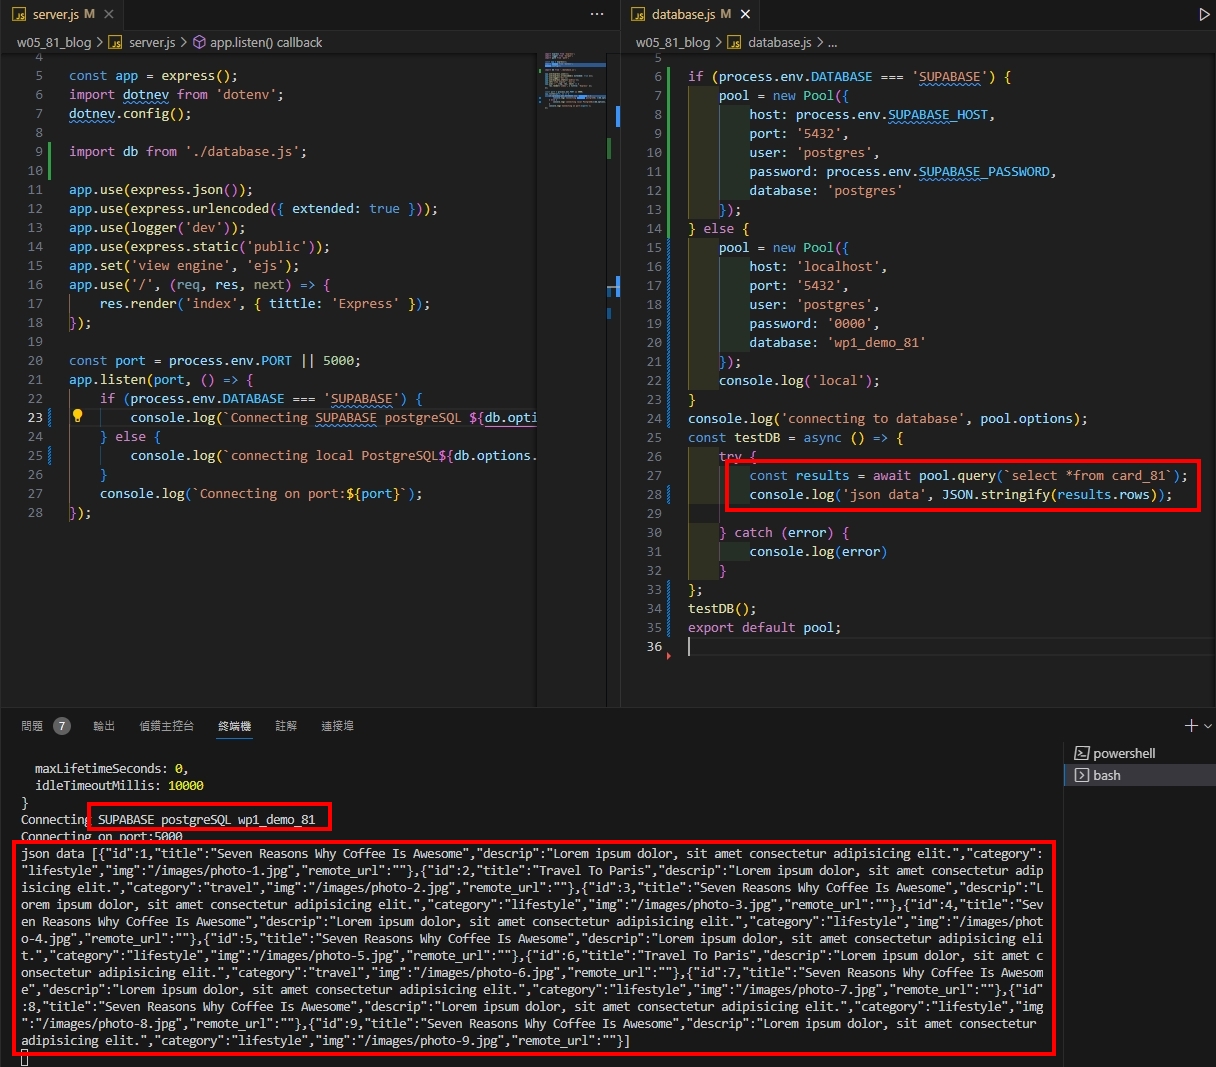 server.js M
w05_81_blog > server.js > app.listen() callback
4
5 const app = express();
6 import dotnev from 'dotenv';
7 dotnev.config();
8
9 import db from './database.js';
10
11 app.use(express.json());
12 app.use(express.urlencoded({ extended: true }));
13 app.use(logger('dev'));
14 app.use(express.static('public'));
15 app.set('view engine', 'ejs');
16 app.use('/', (req, res, next) => {
17 res.render('index', { tittle: 'Express' });
18 });
19
20 const port = process.env.PORT || 5000;
21 app.listen(port, () => {
22 if (process.env.DATABASE === 'SUPABASE') {
23 console.log(`Connecting SUPABASE postgreSQL ${db.opti
24 } else {
25 console.log(`connecting local PostgreSQL${db.options.
26 }
27 console.log(`Connecting on port:${port}`);
28 });
database.js M
w05_81_blog > database.js > ...
5
6 if (process.env.DATABASE === 'SUPABASE') {
7 pool = new Pool({
8 host: process.env.SUPABASE_HOST,
9 port: '5432',
10 user: 'postgres',
11 password: process.env.SUPABASE_PASSWORD,
12 database: 'postgres'
13 });
14 } else {
15 pool = new Pool({
16 host: 'localhost',
17 port: '5432',
18 user: 'postgres',
19 password: '0000',
20 database: 'wp1_demo_81'
21 });
22 console.log('local');
23 }
24 console.log('connecting to database', pool.options);
25 const testDB = async () => {
26 try {
27 const results = await pool.query(`select *from card_81`);
28 console.log('json data', JSON.stringify(results.rows));
29
30 } catch (error) {
31 console.log(error)
32 }
33 };
34 testDB();
35 export default pool;
36
問題 7 輸出 偵錯主控台 終端機 註解 連接埠
powershell
bash
maxLifetimeSeconds: 0,
idleTimeoutMillis: 10000
}
Connecting SUPABASE postgreSQL wp1_demo_81
Connecting on port:5000
json data [{"id":1,"title":"Seven Reasons Why Coffee Is Awesome","descrip":"Lorem ipsum dolor, sit amet consectetur adipisicing elit.","category":
"lifestyle","img":"/images/photo-1.jpg","remote_url":""},{"id":2,"title":"Travel To Paris","descrip":"Lorem ipsum dolor, sit amet consectetur adip
isicing elit.","category":"travel","img":"/images/photo-2.jpg","remote_url":""},{"id":3,"title":"Seven Reasons Why Coffee Is Awesome","descrip":"L
orem ipsum dolor, sit amet consectetur adipisicing elit.","category":"lifestyle","img":"/images/photo-3.jpg","remote_url":""},{"id":4,"title":"Sev
en Reasons Why Coffee Is Awesome","descrip":"Lorem ipsum dolor, sit amet consectetur adipisicing elit.","category":"lifestyle","img":"/images/phot
o-4.jpg","remote_url":""},{"id":5,"title":"Seven Reasons Why Coffee Is Awesome","descrip":"Lorem ipsum dolor, sit amet consectetur adipisicing eli
t.","category":"lifestyle","img":"/images/photo-5.jpg","remote_url":""},{"id":6,"title":"Travel To Paris","descrip":"Lorem ipsum dolor, sit amet c
onsectetur adipisicing elit.","category":"travel","img":"/images/photo-6.jpg","remote_url":""},{"id":7,"title":"Seven Reasons Why Coffee Is Awesom
e","descrip":"Lorem ipsum dolor, sit amet consectetur adipisicing elit.","category":"lifestyle","img":"/images/photo-7.jpg","remote_url":""},{"id"
:8,"title":"Seven Reasons Why Coffee Is Awesome","descrip":"Lorem ipsum dolor, sit amet consectetur adipisicing elit.","category":"lifestyle","img
":"/images/photo-8.jpg","remote_url":""},{"id":9,"title":"Seven Reasons Why Coffee Is Awesome","descrip":"Lorem ipsum dolor, sit amet consectetur
adipisicing elit.","category":"lifestyle","img":"/images/photo-9.jpg","remote_url":""}]